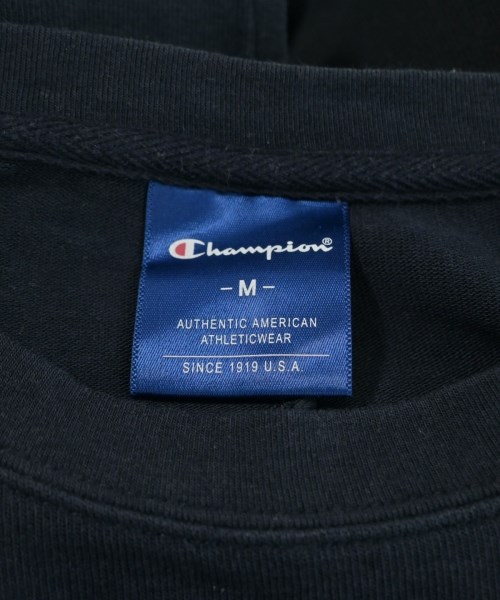 Champion®
- M -
AUTHENTIC AMERICAN
ATHLETICWEAR
SINCE 1919 U.S.A.